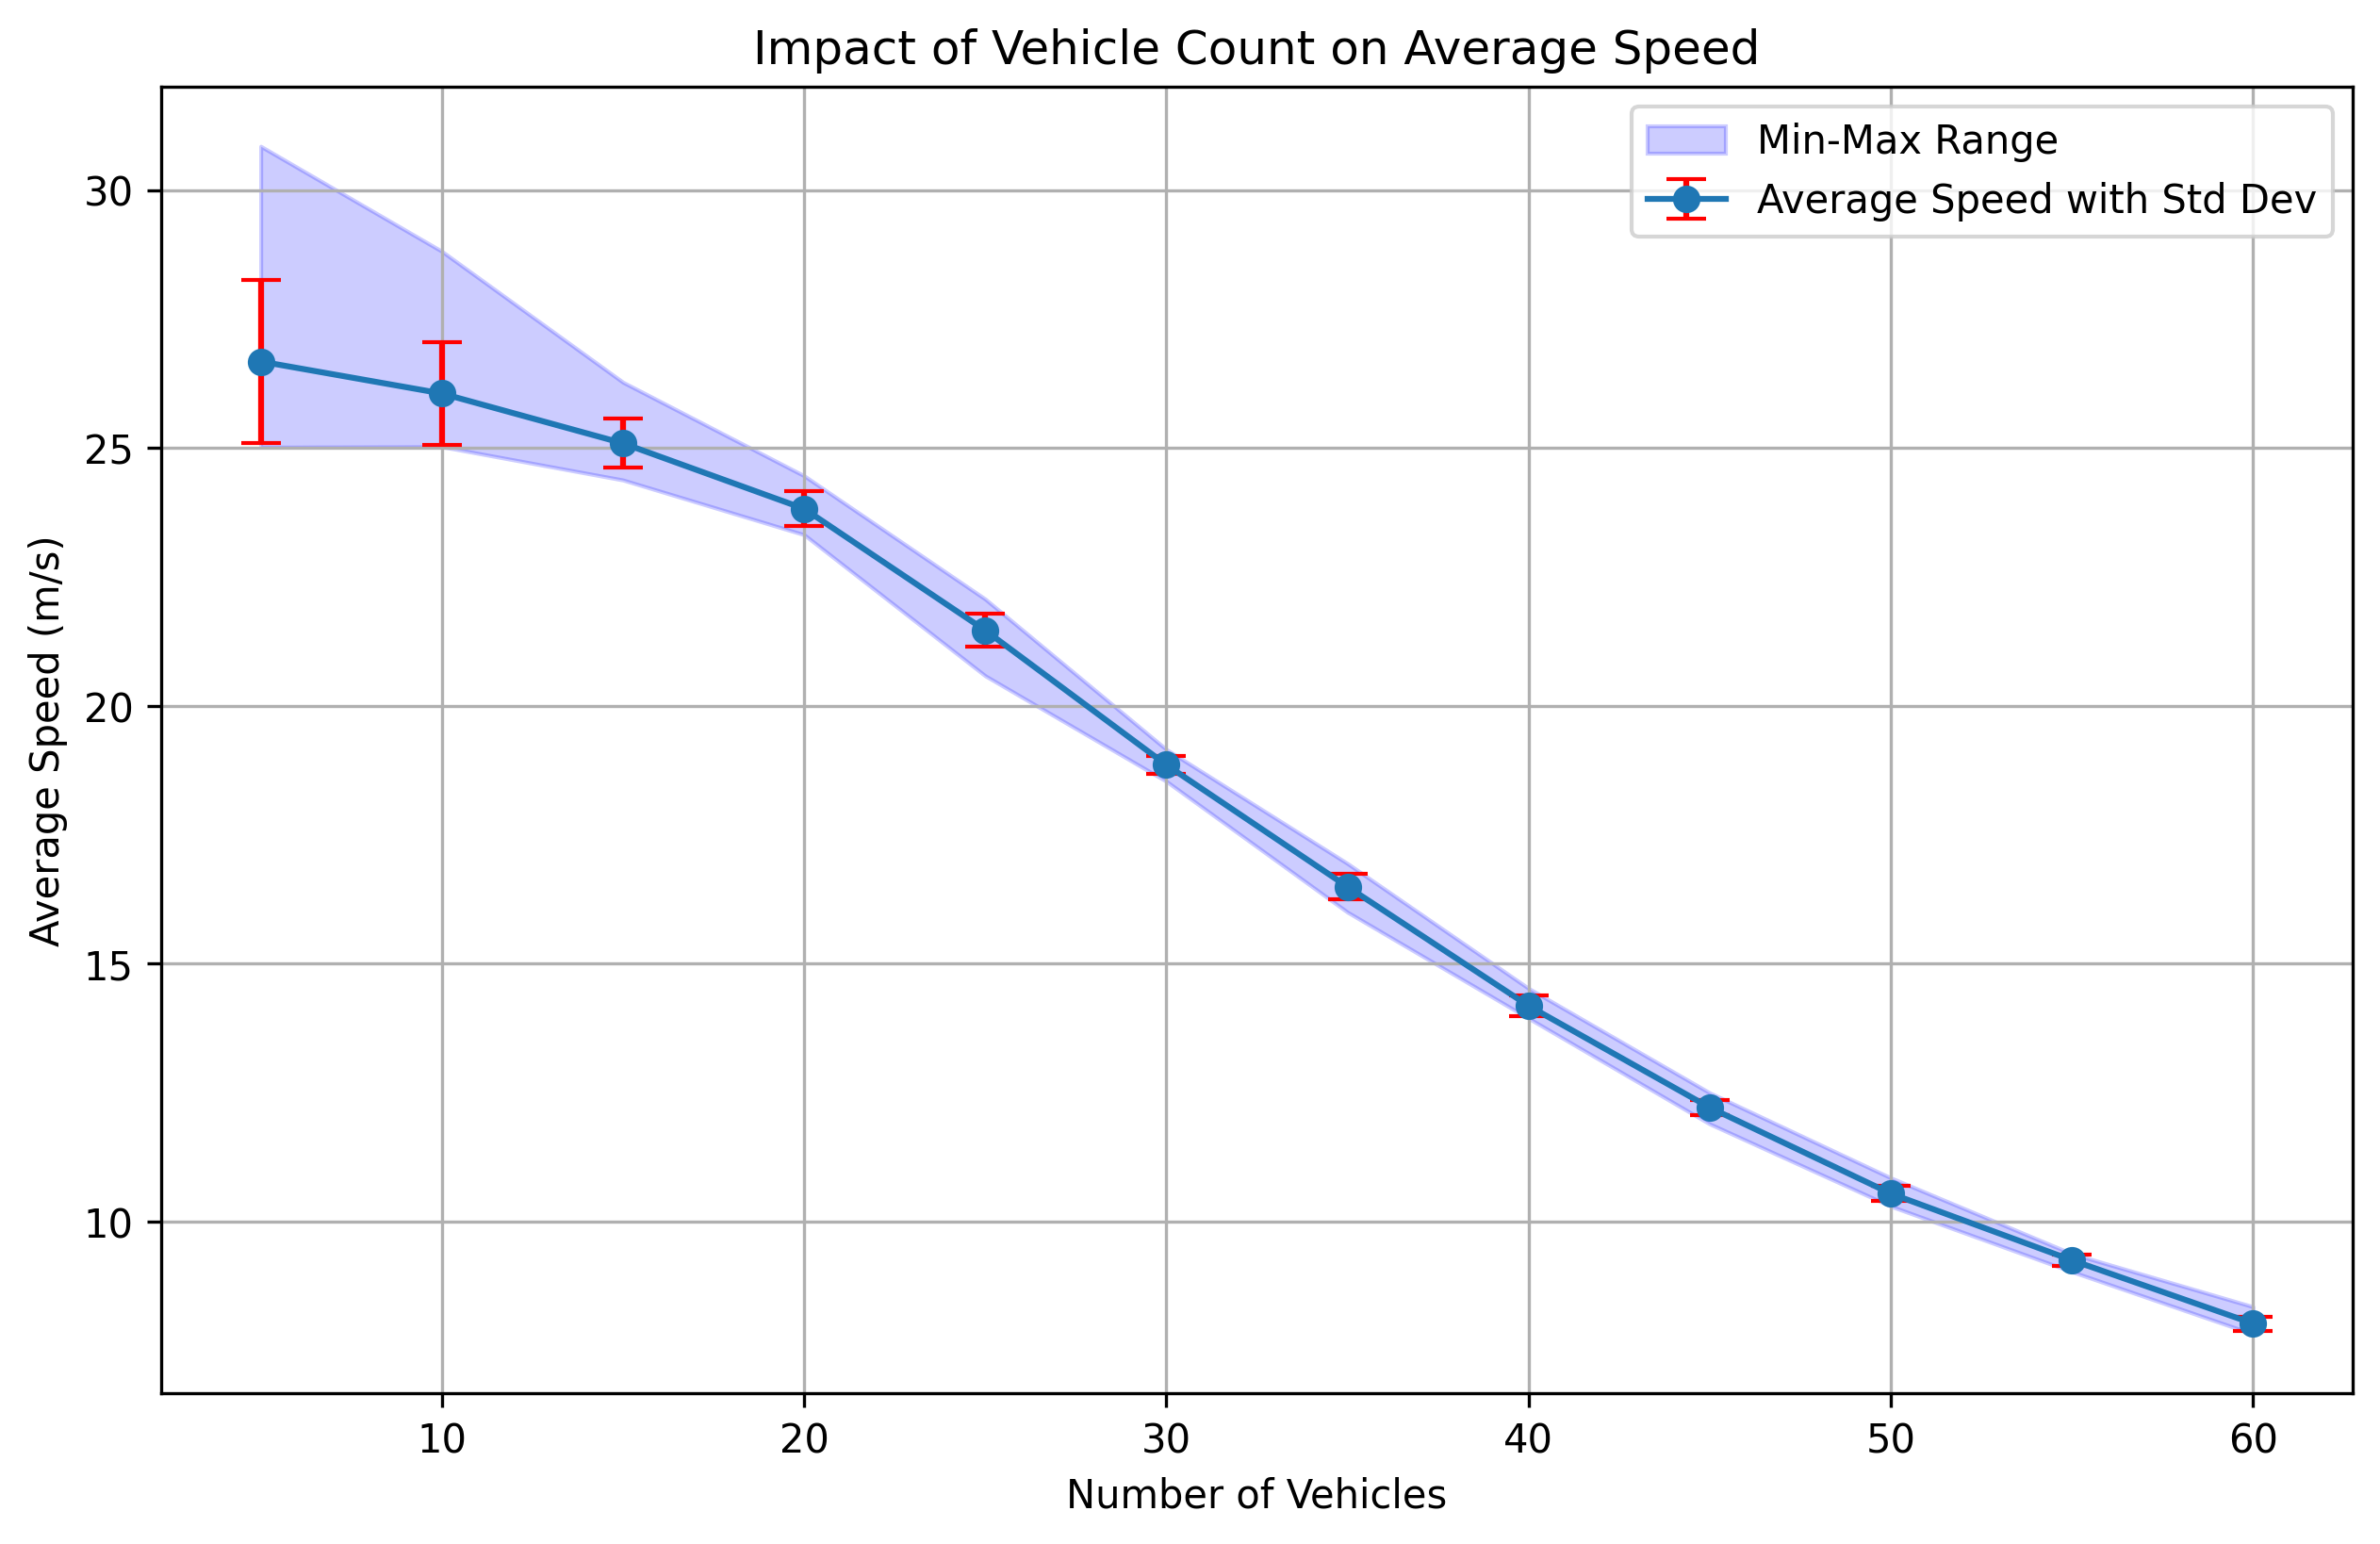 Impact of Vehicle Count on Average Speed
Min-Max Range
Average Speed with Std Dev
Average Speed (m/s)
30
25
20
15
10
10 20 30 40 50 60
Number of Vehicles